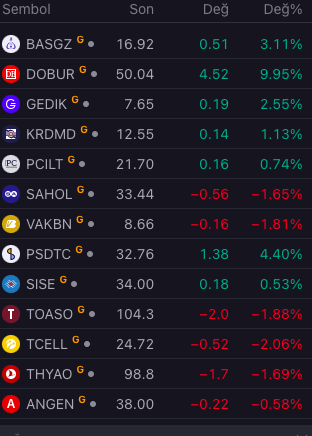 Sembol Son Değ Değ%
BASGZ G 16.92 0.51 3.11%
DOBUR G 50.04 4.52 9.95%
GEDIK G 7.65 0.19 2.55%
KRDMD G 12.55 0.14 1.13%
PCILT G 21.70 0.16 0.74%
SAHOL G 33.44 −0.56 −1.65%
VAKBN G 8.66 −0.16 −1.81%
PSDTC G 32.76 1.38 4.40%
SISE G 34.00 0.18 0.53%
TOASO G 104.3 −2.0 −1.88%
TCELL G 24.72 −0.52 −2.06%
THYAO G 98.8 −1.7 −1.69%
ANGEN G 38.00 −0.22 −0.58%